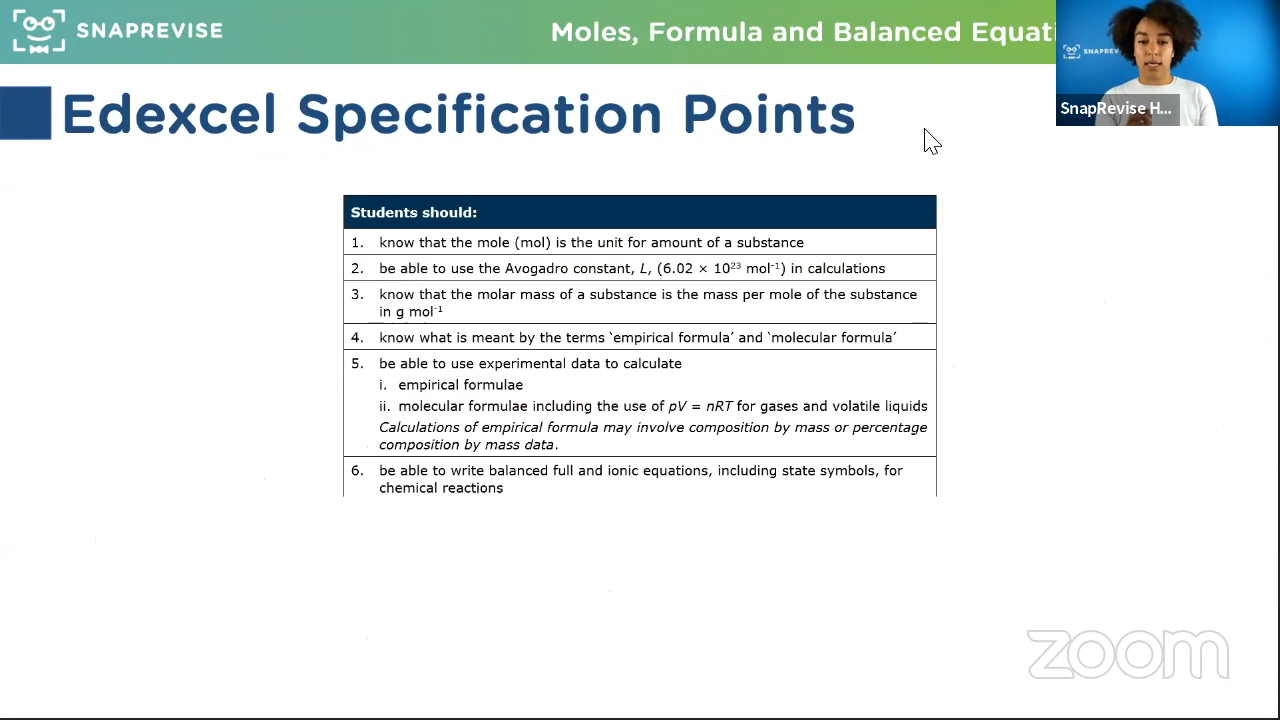 SNAPREVISE
Moles, Formula and Balanced Equati
SNAPREV
SnapRevise H...
Edexcel Specification Points
Students should:
1. know that the mole (mol) is the unit for amount of a substance
2. be able to use the Avogadro constant, L, (6.02 × 10²³ mol⁻¹) in calculations
3. know that the molar mass of a substance is the mass per mole of the substance
in g mol⁻¹
4. know what is meant by the terms ‘empirical formula’ and ‘molecular formula’
5. be able to use experimental data to calculate
i. empirical formulae
ii. molecular formulae including the use of pV = nRT for gases and volatile liquids
Calculations of empirical formula may involve composition by mass or percentage
composition by mass data.
6. be able to write balanced full and ionic equations, including state symbols, for
chemical reactions
zoom